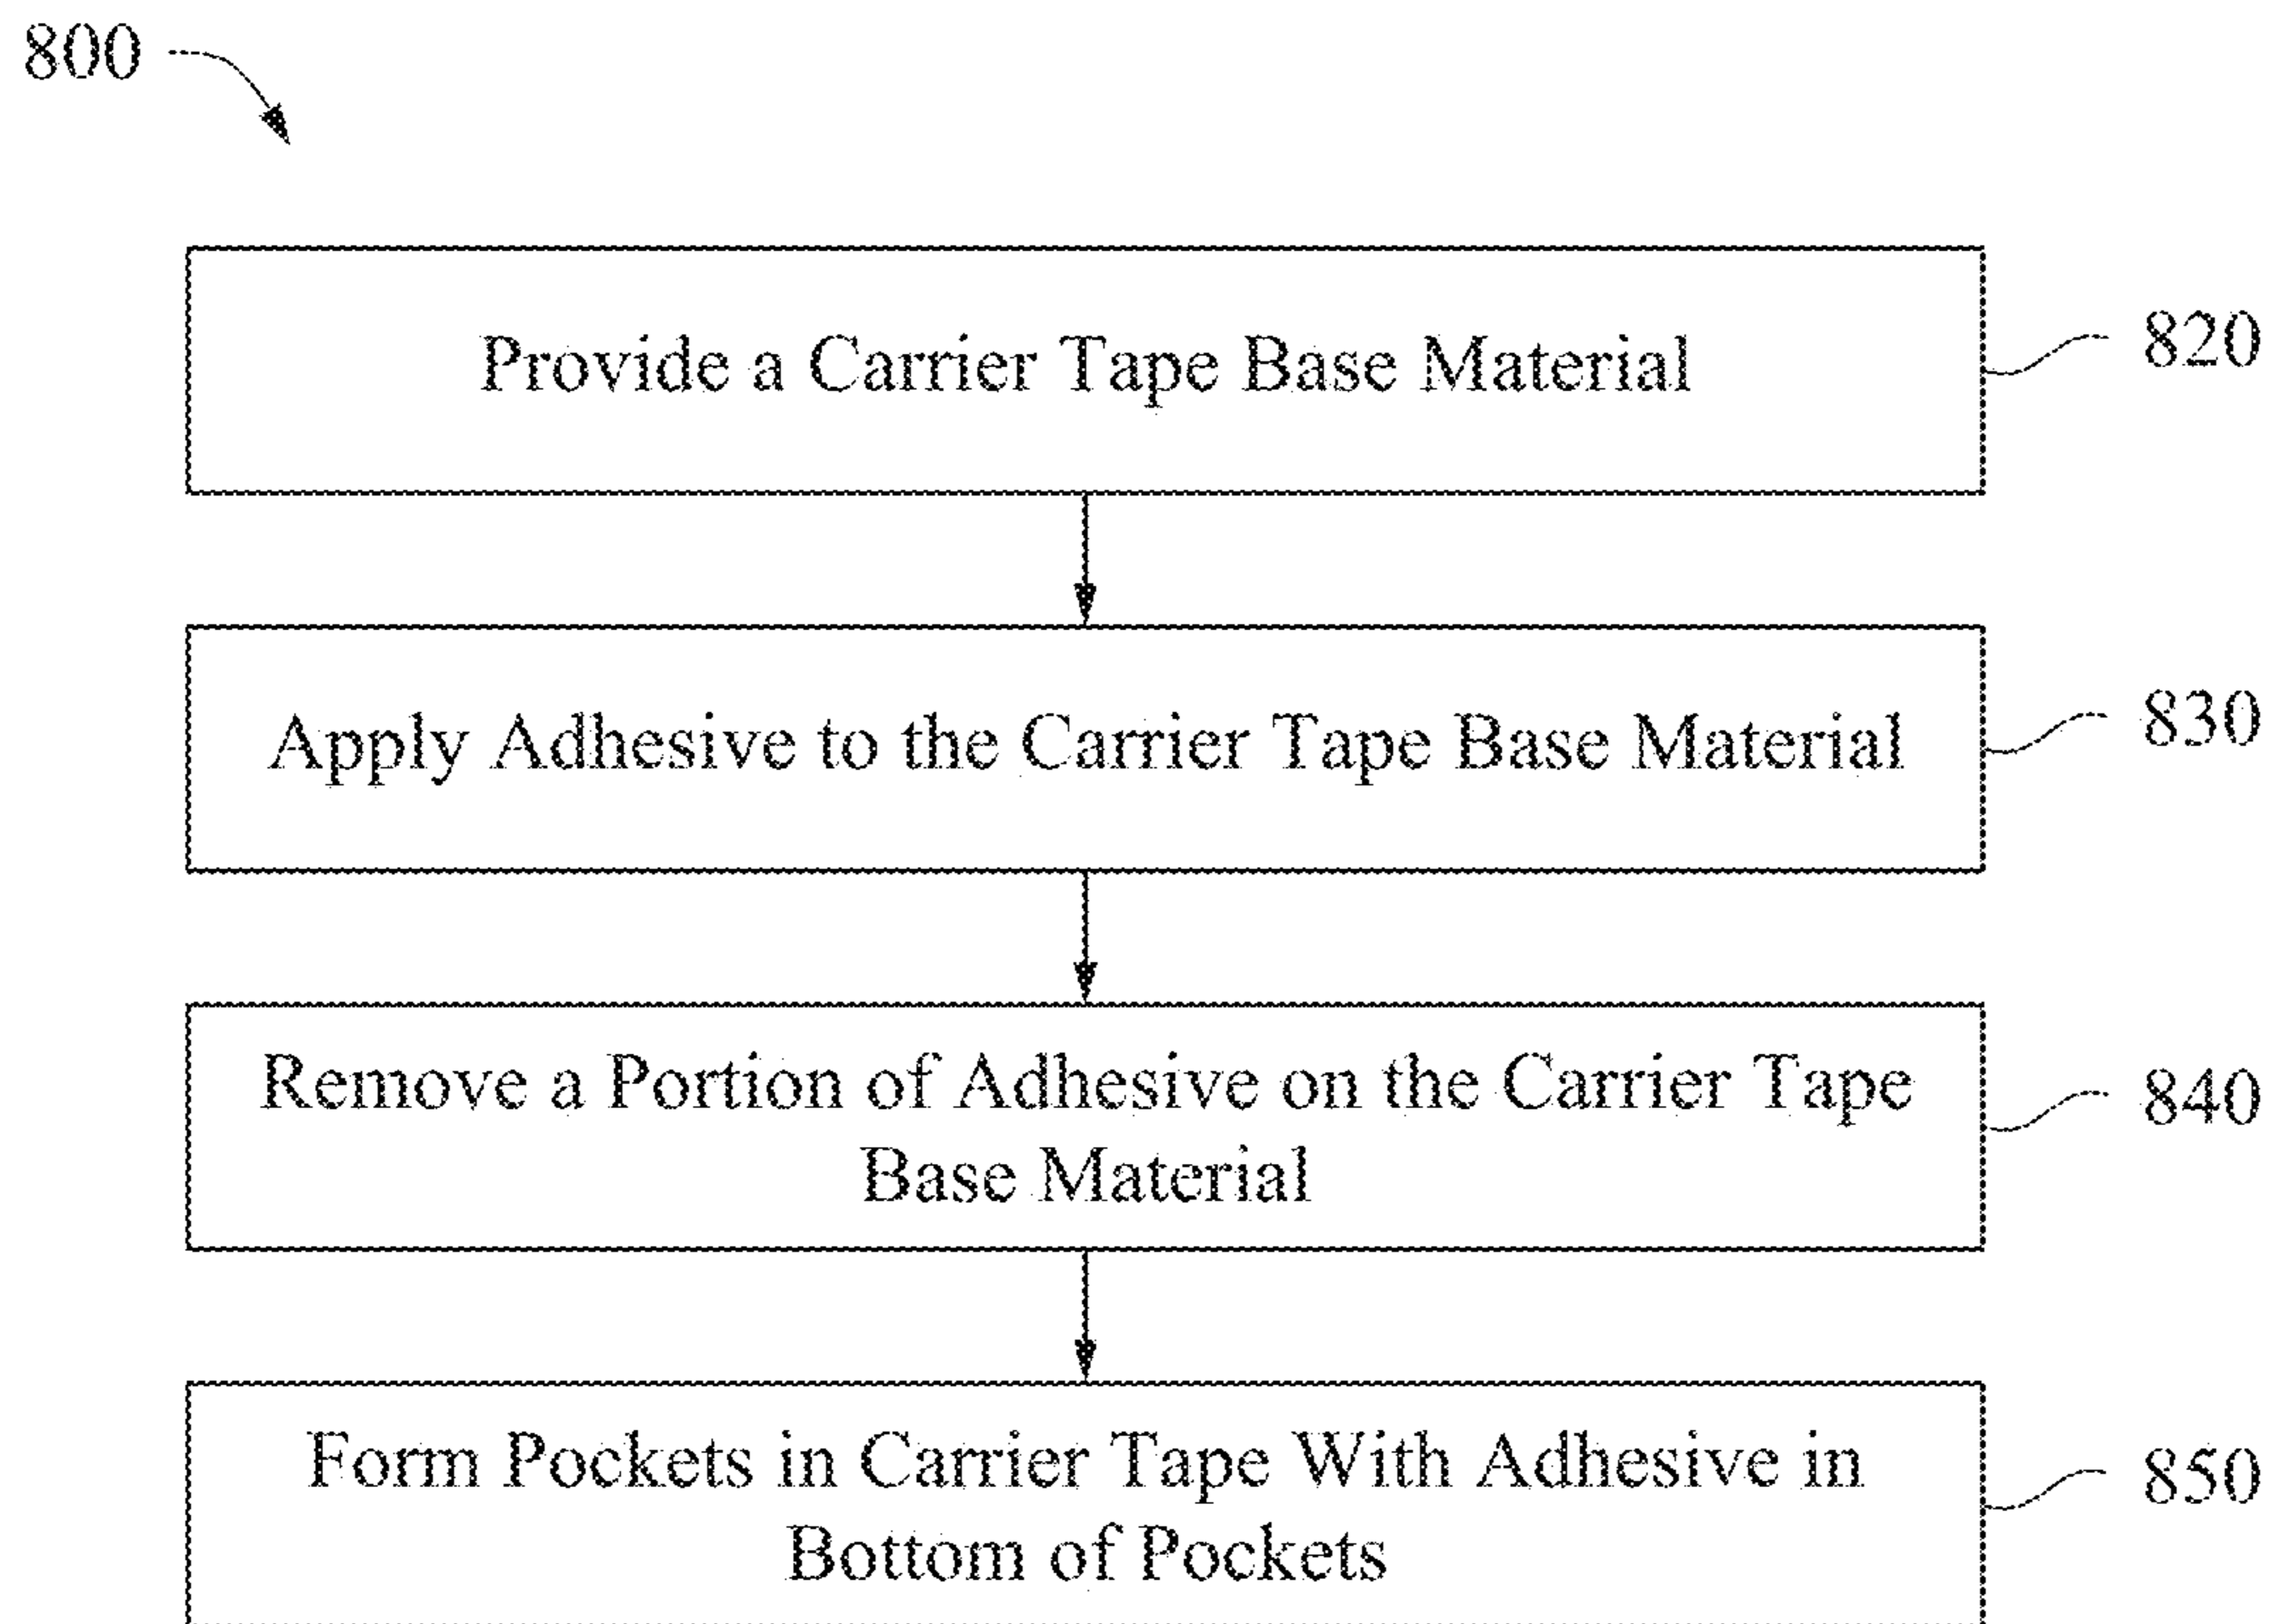 800
Provide a Carrier Tape Base Material
820
Apply Adhesive to the Carrier Tape Base Material
830
Remove a Portion of Adhesive on the Carrier Tape
Base Material
840
Form Pockets in Carrier Tape With Adhesive in
Bottom of Pockets
850